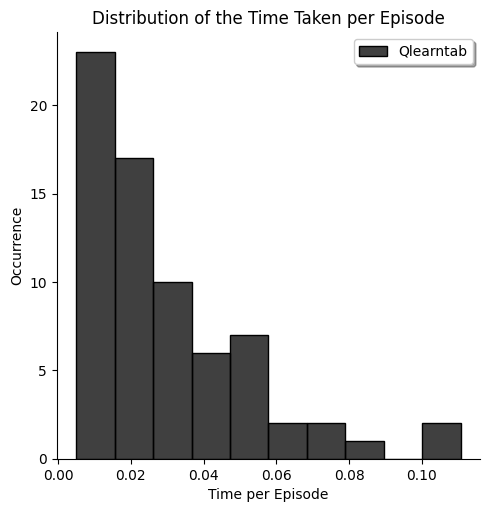 Distribution of the Time Taken per Episode
Qlearntab
20
15
10
5
0
Occurrence
0.00 0.02 0.04 0.06 0.08 0.10
Time per Episode